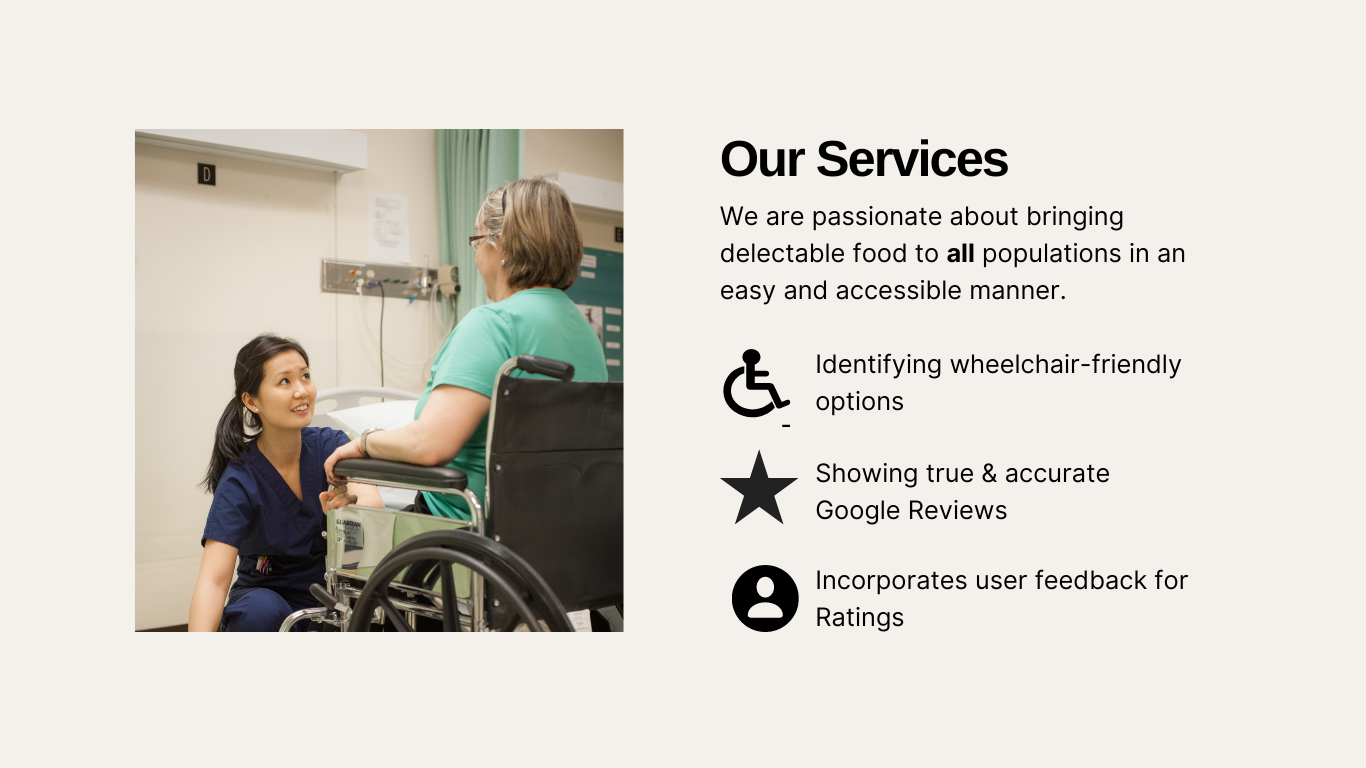 D
Our Services
We are passionate about bringing
delectable food to all populations in an
easy and accessible manner.
Identifying wheelchair-friendly
options
-
Showing true & accurate
Google Reviews
Incorporates user feedback for
Ratings
GUARDIAN